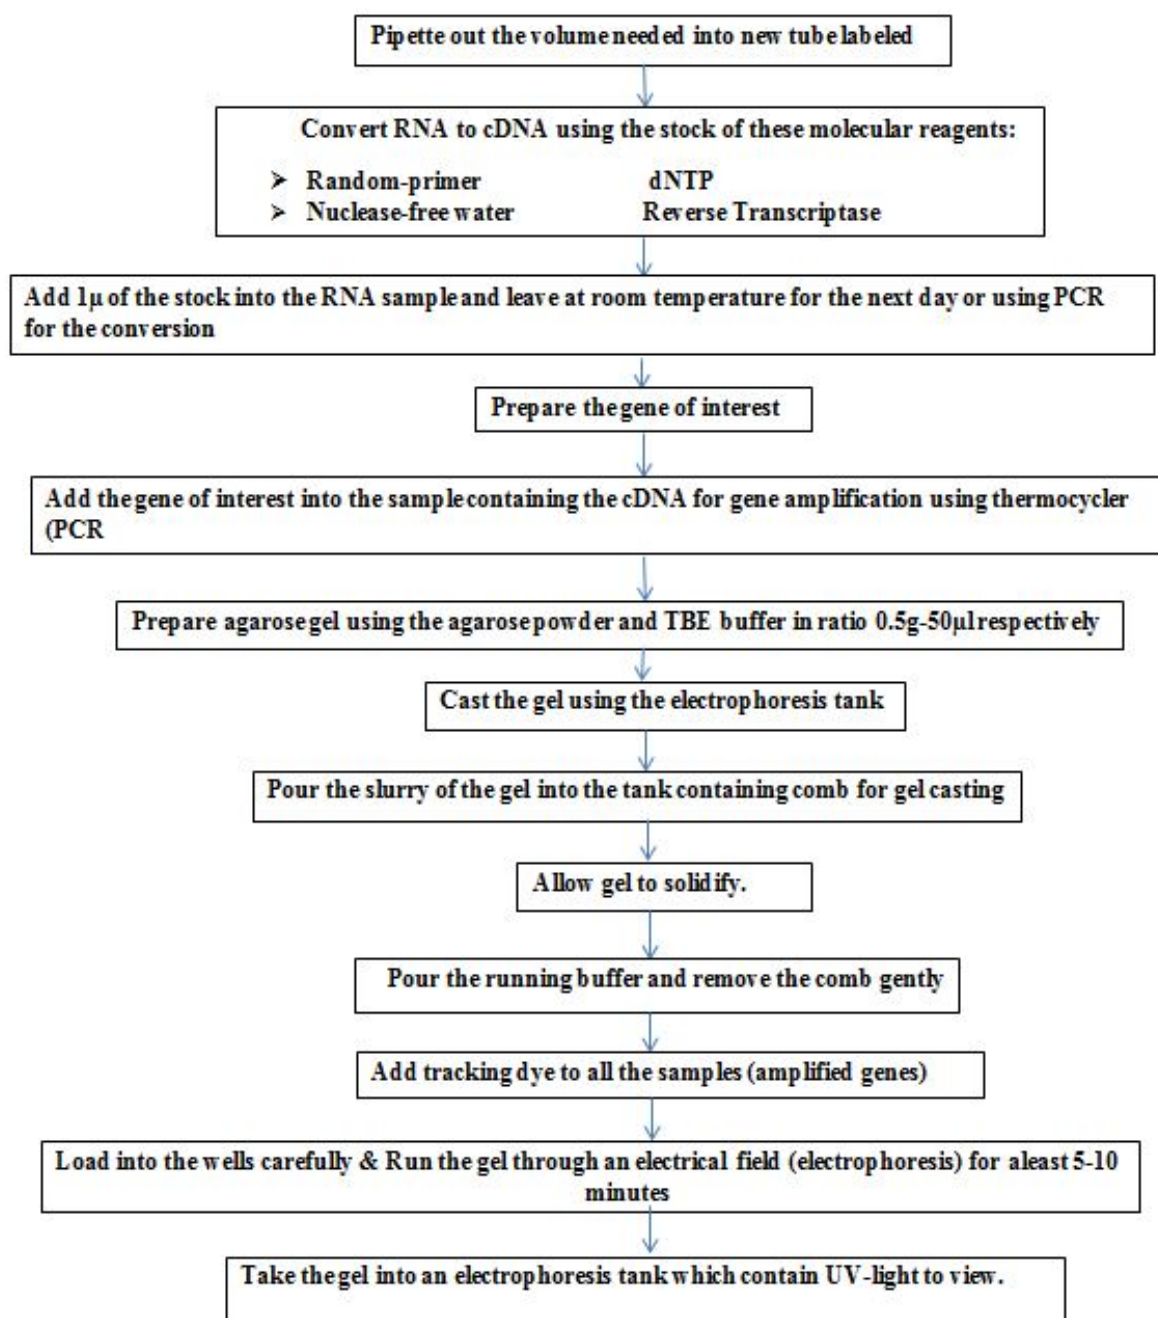 Pipette out the volume needed into new tube labeled
Convert RNA to cDNA using the stock of these molecular reagents:
➢ Random-primer dNTP
➢ Nuclease-free water Reverse Transcriptase
Add 1μ of the stock into the RNA sample and leave at room temperature for the next day or using PCR
for the conversion
Prepare the gene of interest
Add the gene of interest into the sample containing the cDNA for gene amplification using thermocycler
(PCR
Prepare agarose gel using the agarose powder and TBE buffer in ratio 0.5g-50μl respectively
Cast the gel using the electrophoresis tank
Pour the slurry of the gel into the tank containing comb for gel casting
Allow gel to solidify.
Pour the running buffer and remove the comb gently
Add tracking dye to all the samples (amplified genes)
Load into the wells carefully & Run the gel through an electrical field (electrophoresis) for aleast 5-10
minutes
Take the gel into an electrophoresis tank which contain UV-light to view.